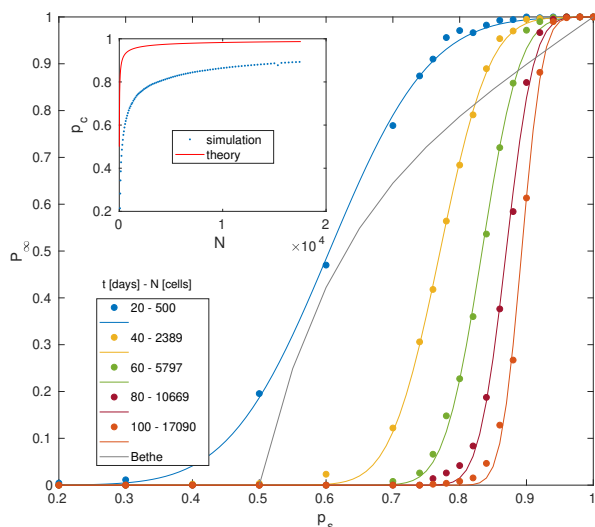 1
0.9
0.8
0.7
0.6
0.5
0.4
0.3
0.2
0.1
0
P∞
0.2 0.3 0.4 0.5 0.6 0.7 0.8 0.9 1
p_s
1
0.8
0.6
0.4
0.2
p_c
0 1 2
N
×10⁴
simulation
theory
t [days] - N [cells]
20 - 500
40 - 2389
60 - 5797
80 - 10669
100 - 17090
Bethe